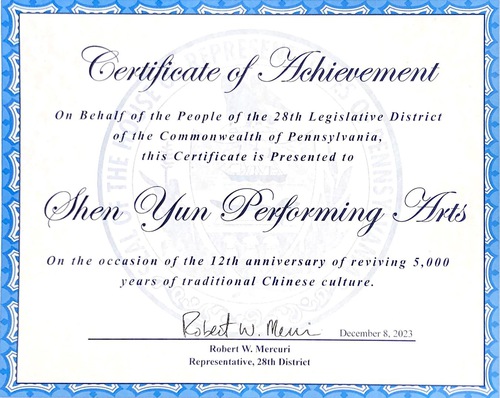 Certificate of Achievement
On Behalf of the People of the 28th Legislative District
of the Commonwealth of Pennsylvania,
this Certificate is Presented to
Shen Yun Performing Arts
On the occasion of the 12th anniversary of reviving 5,000
years of traditional Chinese culture.
Robert W. Merri December 8, 2023
Robert W. Mercuri
Representative, 28th District